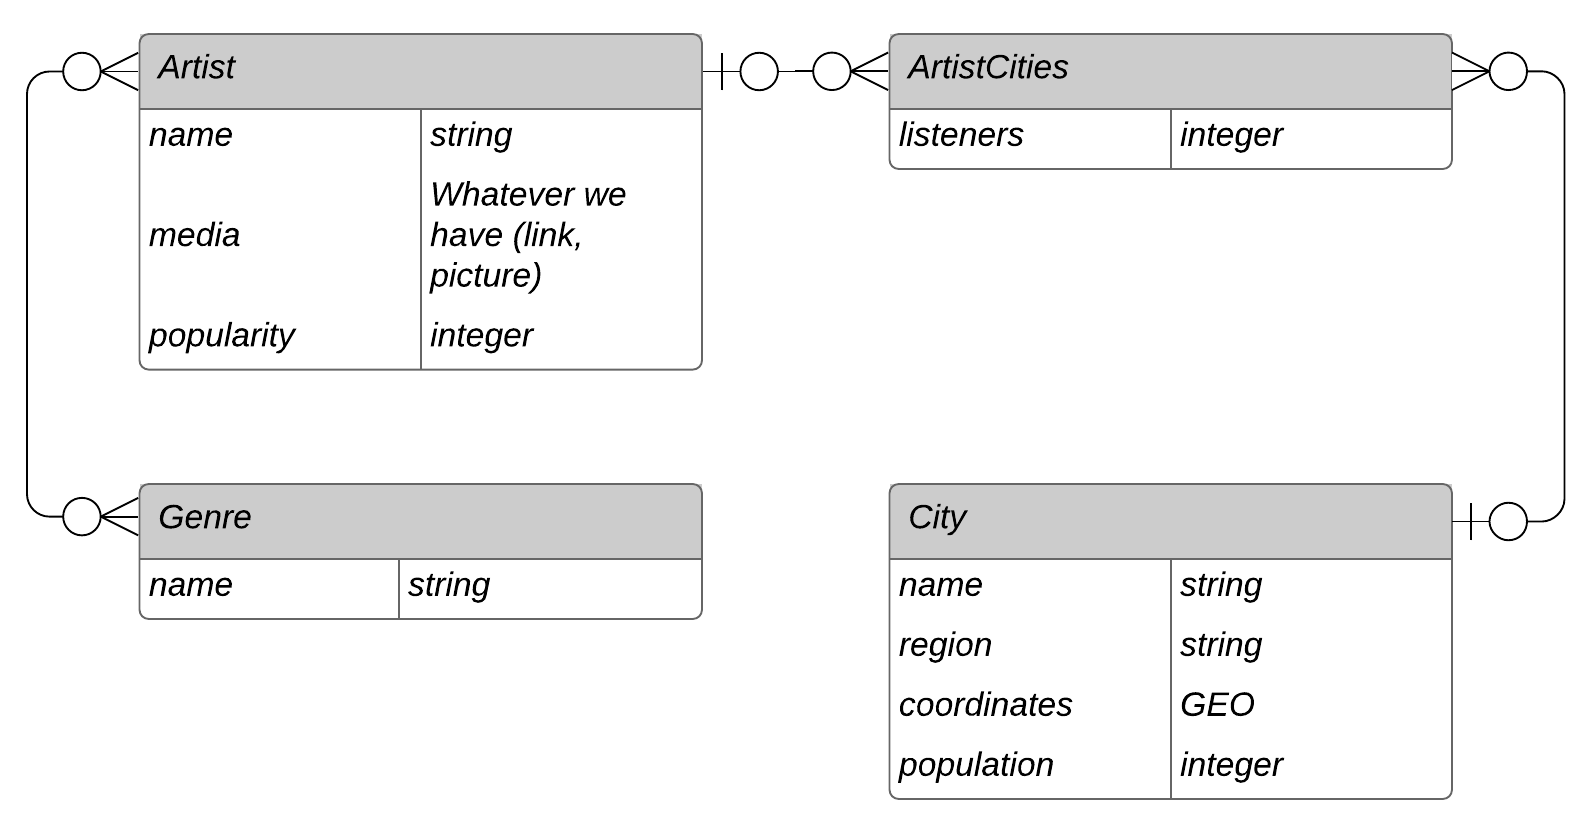 Artist
name string
media Whatever we
have (link,
picture)
popularity integer
ArtistCities
listeners integer
Genre
name string
City
name string
region string
coordinates GEO
population integer